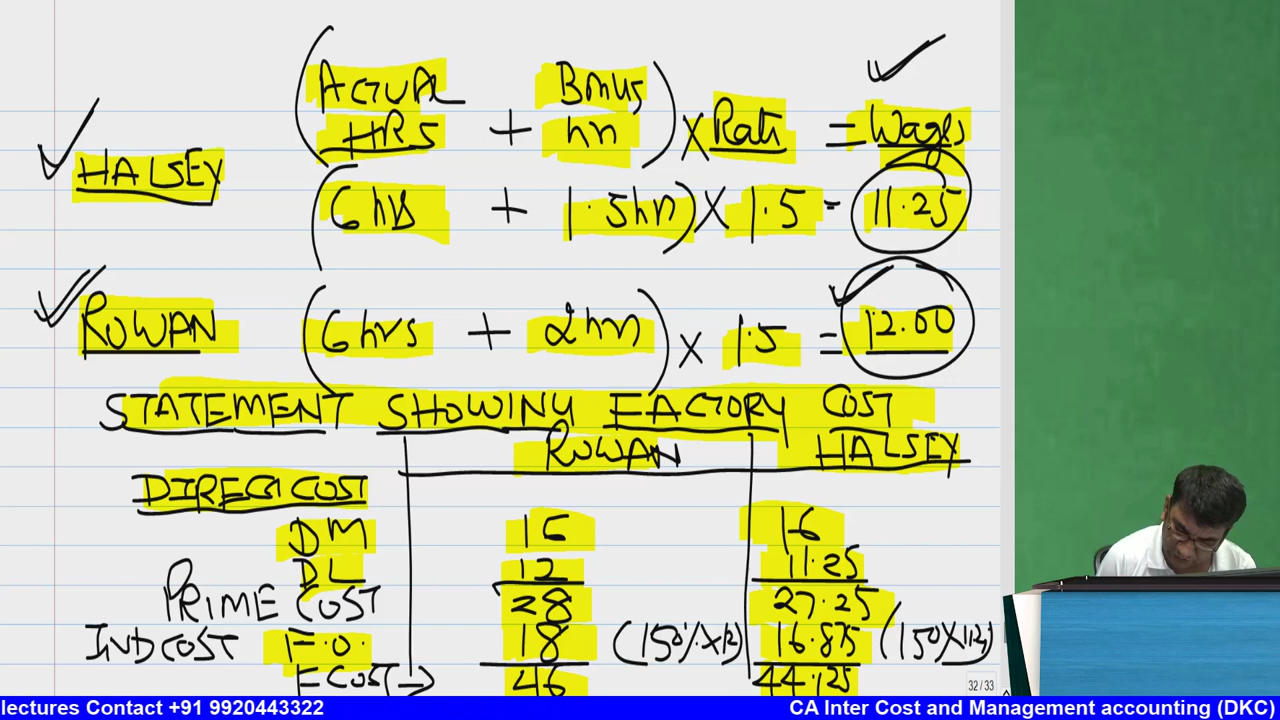 (ACTUAL HRS + Bonus hrs) × Rate = Wages
HALSEY
(6 hrs + 1.5 hrs) × 1.5 = 11.25
ROWAN (6 hrs + 2 hrs) × 1.5 = 12.00
STATEMENT SHOWING FACTORY COST
ROWAN HALSEY
DIRECT COST
DM 16 16
DL 12 11.25
PRIME COST 28 27.25
IND COST F.O. 18 (150% × 12) 16.875
F COST → 46 44.125
32 / 33
lectures Contact +91 9920443322 CA Inter Cost and Management accounting (DKC)